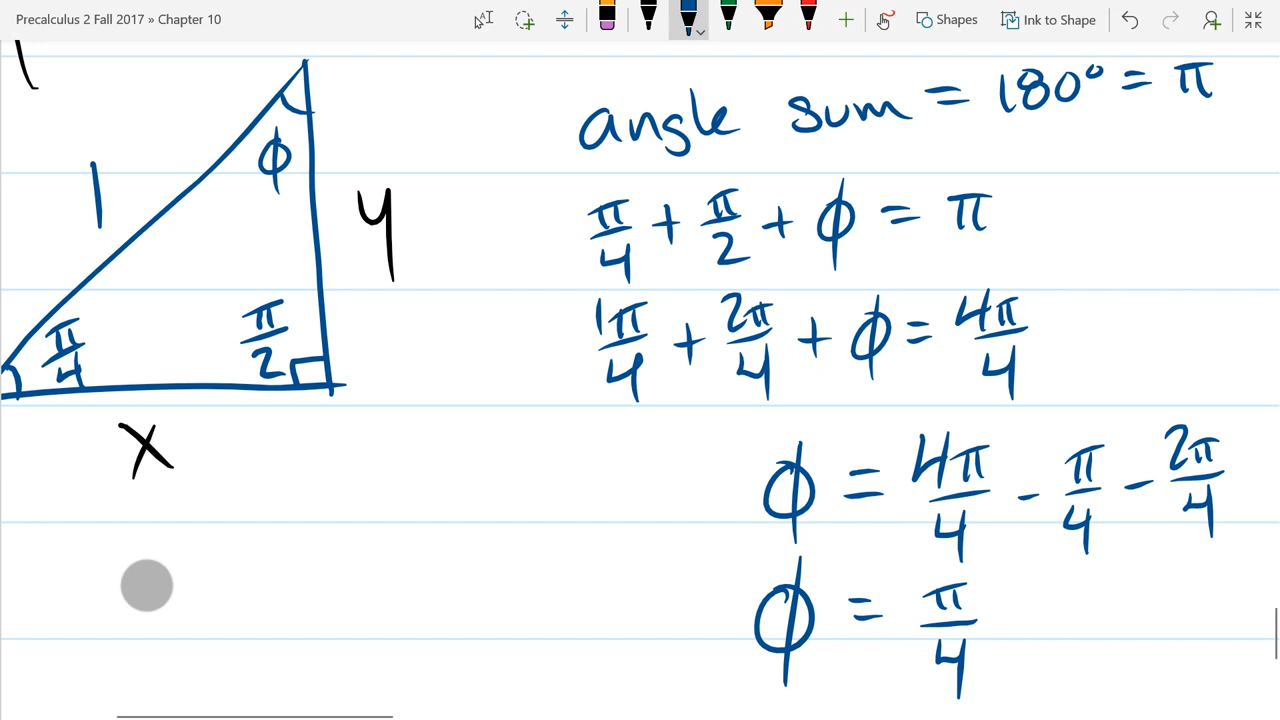 Precalculus 2 Fall 2017 » Chapter 10
Shapes
Ink to Shape
angle sum = 180° = π
1
ϕ
y
π/4
π/2
x
π/4 + π/2 + ϕ = π
1π/4 + 2π/4 + ϕ = 4π/4
ϕ = 4π/4 - π/4 - 2π/4
ϕ = π/4